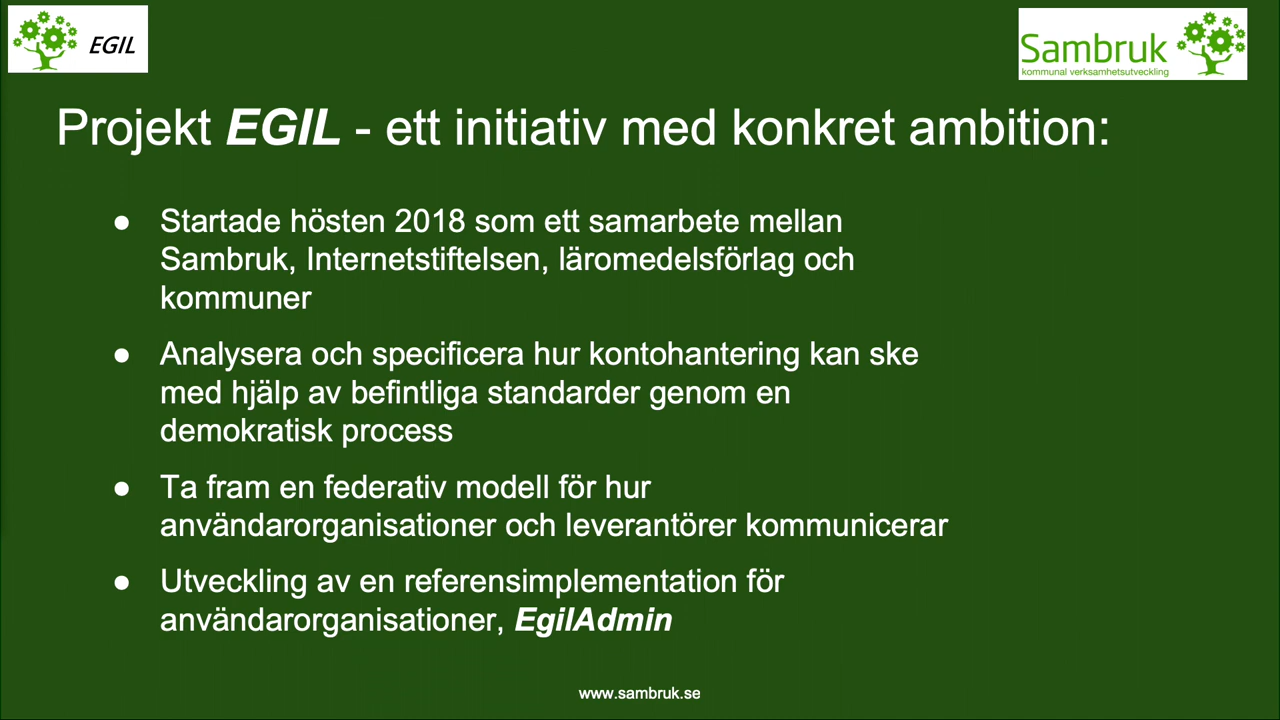 EGIL
Sambruk
kommunal verksamhetsutveckling
Projekt EGIL - ett initiativ med konkret ambition:
● Startade hösten 2018 som ett samarbete mellan
Sambruk, Internetstiftelsen, läromedelsförlag och
kommuner
● Analysera och specificera hur kontohantering kan ske
med hjälp av befintliga standarder genom en
demokratisk process
● Ta fram en federativ modell för hur
användarorganisationer och leverantörer kommunicerar
● Utveckling av en referensimplementation för
användarorganisationer, EgilAdmin
www.sambruk.se